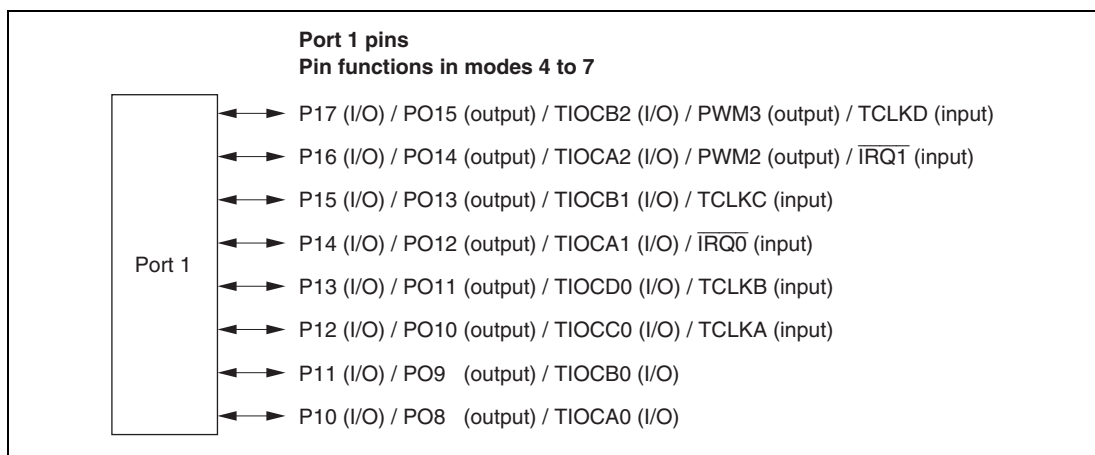 Port 1 pins
Pin functions in modes 4 to 7
P17 (I/O) / PO15 (output) / TIOCB2 (I/O) / PWM3 (output) / TCLKD (input)
P16 (I/O) / PO14 (output) / TIOCA2 (I/O) / PWM2 (output) / I̅R̅Q̅1̅ (input)
P15 (I/O) / PO13 (output) / TIOCB1 (I/O) / TCLKC (input)
P14 (I/O) / PO12 (output) / TIOCA1 (I/O) / I̅R̅Q̅0̅ (input)
Port 1
P13 (I/O) / PO11 (output) / TIOCD0 (I/O) / TCLKB (input)
P12 (I/O) / PO10 (output) / TIOCC0 (I/O) / TCLKA (input)
P11 (I/O) / PO9 (output) / TIOCB0 (I/O)
P10 (I/O) / PO8 (output) / TIOCA0 (I/O)